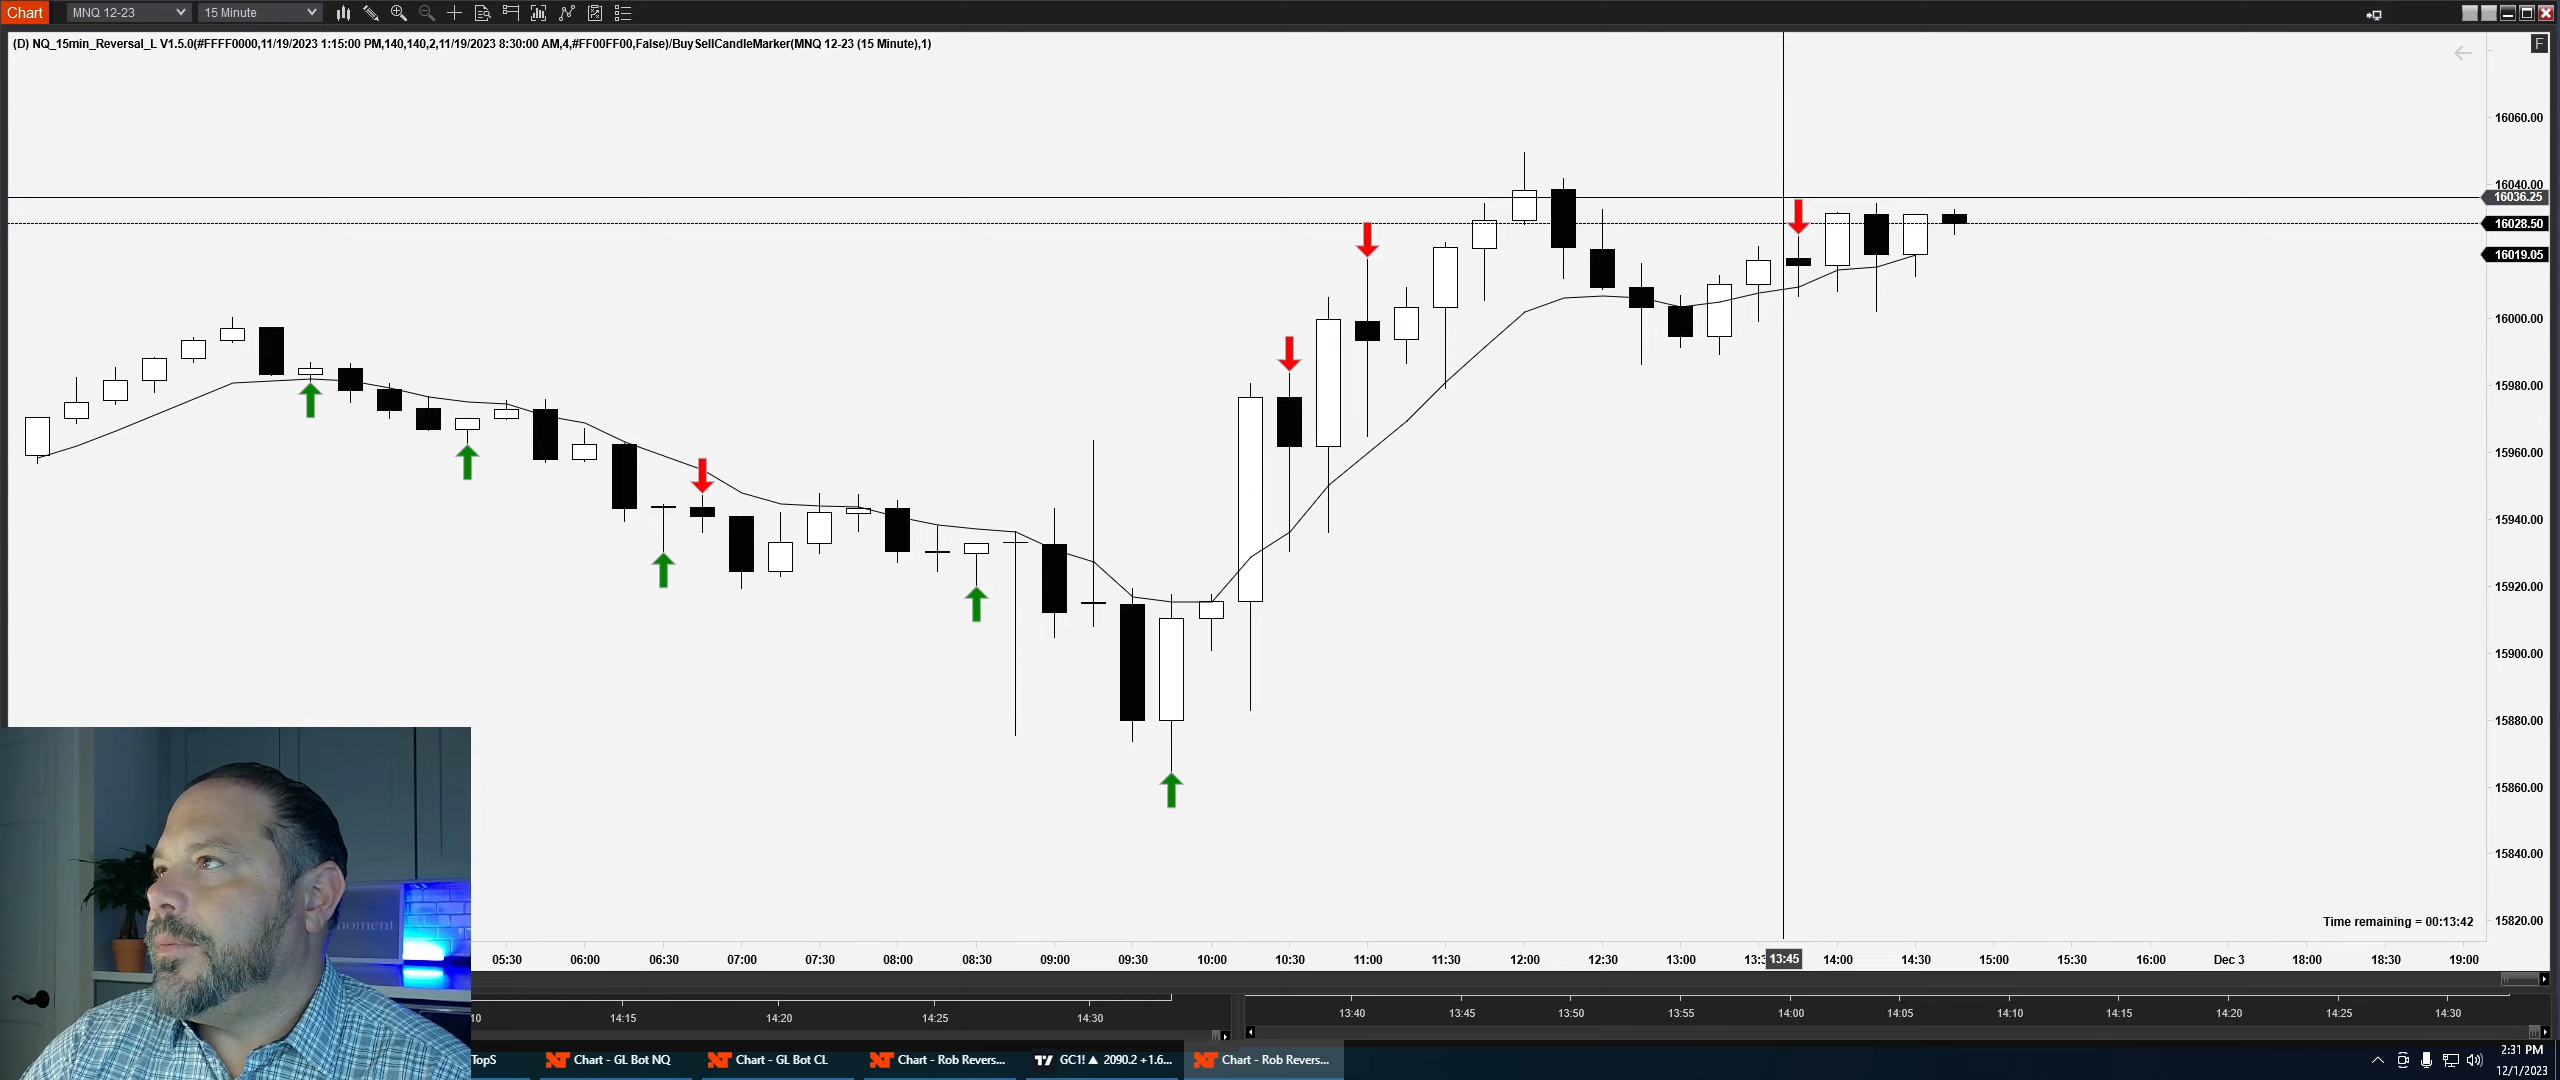 Chart MNQ 12-23 15 Minute
(D) NQ_15min_Reversal_L V1.5.0(#FFFF0000,11/19/2023 1:15:00 PM,140,140,2,11/19/2023 8:30:00 AM,4,#FF00FF00,False)/BuySellCandleMarker(MNQ 12-23 (15 Minute),1)
F
16060.00
16040.00
16036.25
16028.50
16019.05
16000.00
15980.00
15960.00
15940.00
15920.00
15900.00
15880.00
15860.00
15840.00
15820.00
Time remaining = 00:13:42
moment
05:30 06:00 06:30 07:00 07:30 08:00 08:30 09:00 09:30 10:00 10:30 11:00 11:30 12:00 12:30 13:00 13:3 13:45 14:00 14:30 15:00 15:30 16:00 Dec 3 18:00 18:30 19:00
10 14:15 14:20 14:25 14:30 13:40 13:45 13:50 13:55 14:00 14:05 14:10 14:15 14:20 14:25 14:30
TopS Chart - GL Bot NQ Chart - GL Bot CL Chart - Rob Revers... GC1! ▲ 2090.2 +1.6... Chart - Rob Revers...
2:31 PM
12/1/2023